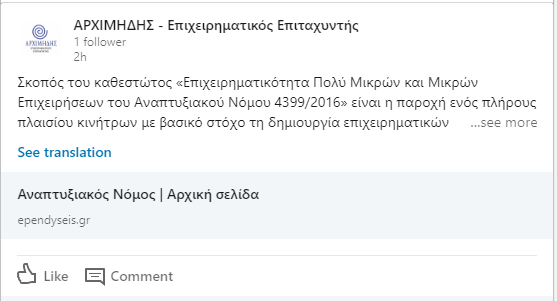 ΑΡΧΙΜΗΔΗΣ - Επιχειρηματικός Επιταχυντής
1 follower
2h
ΑΡΧΙΜΗΔΗΣ
Σκοπός του καθεστώτος «Επιχειρηματικότητα Πολύ Μικρών και Μικρών
Επιχειρήσεων του Αναπτυξιακού Νόμου 4399/2016» είναι η παροχή ενός πλήρους
πλαισίου κινήτρων με βασικό στόχο τη δημιουργία επιχειρηματικών ...see more
See translation
Αναπτυξιακός Νόμος | Αρχική σελίδα
ependyseis.gr
Like Comment